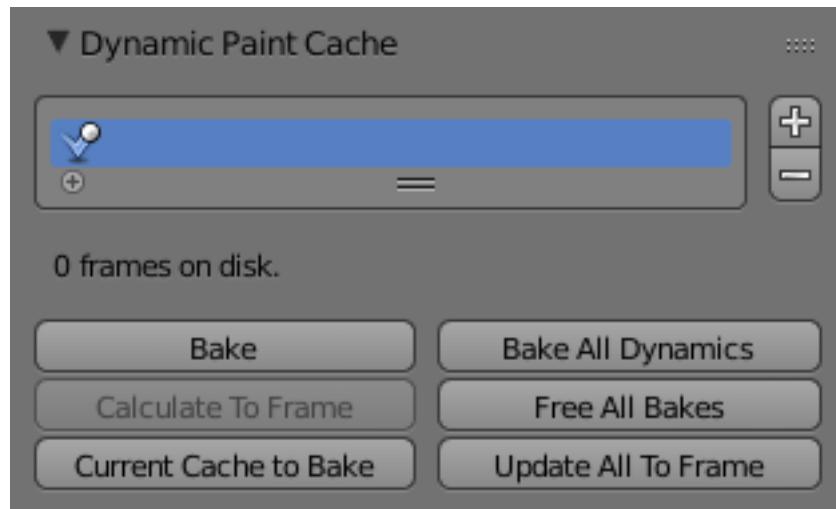 Dynamic Paint Cache
0 frames on disk.
Bake
Bake All Dynamics
Calculate To Frame
Free All Bakes
Current Cache to Bake
Update All To Frame